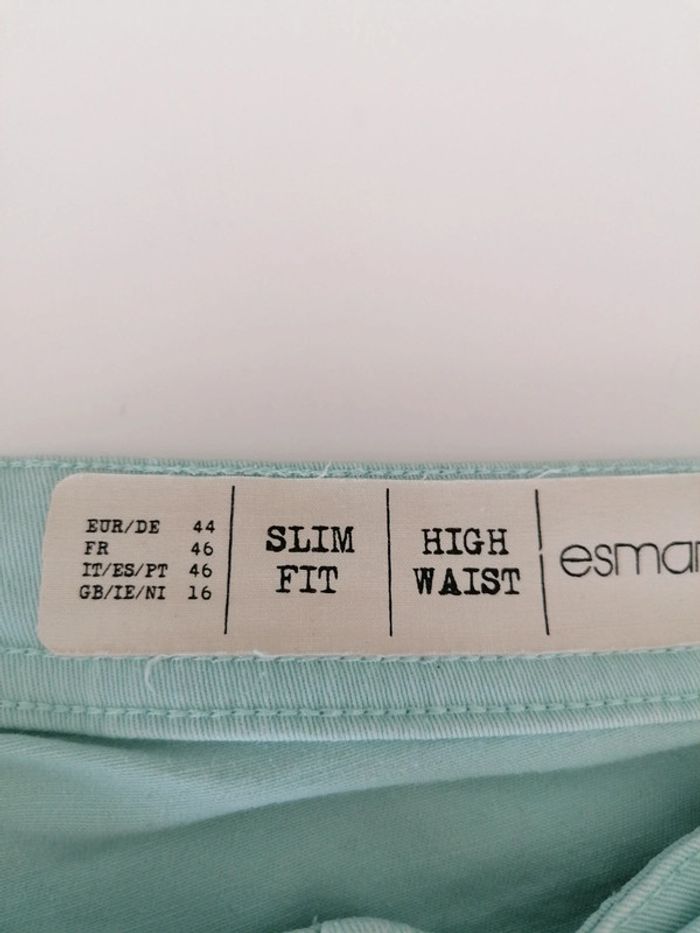 EUR/DE 44
FR 46
IT/ES/PT 46
GB/IE/NI 16
SLIM
FIT
HIGH
WAIST
esmar